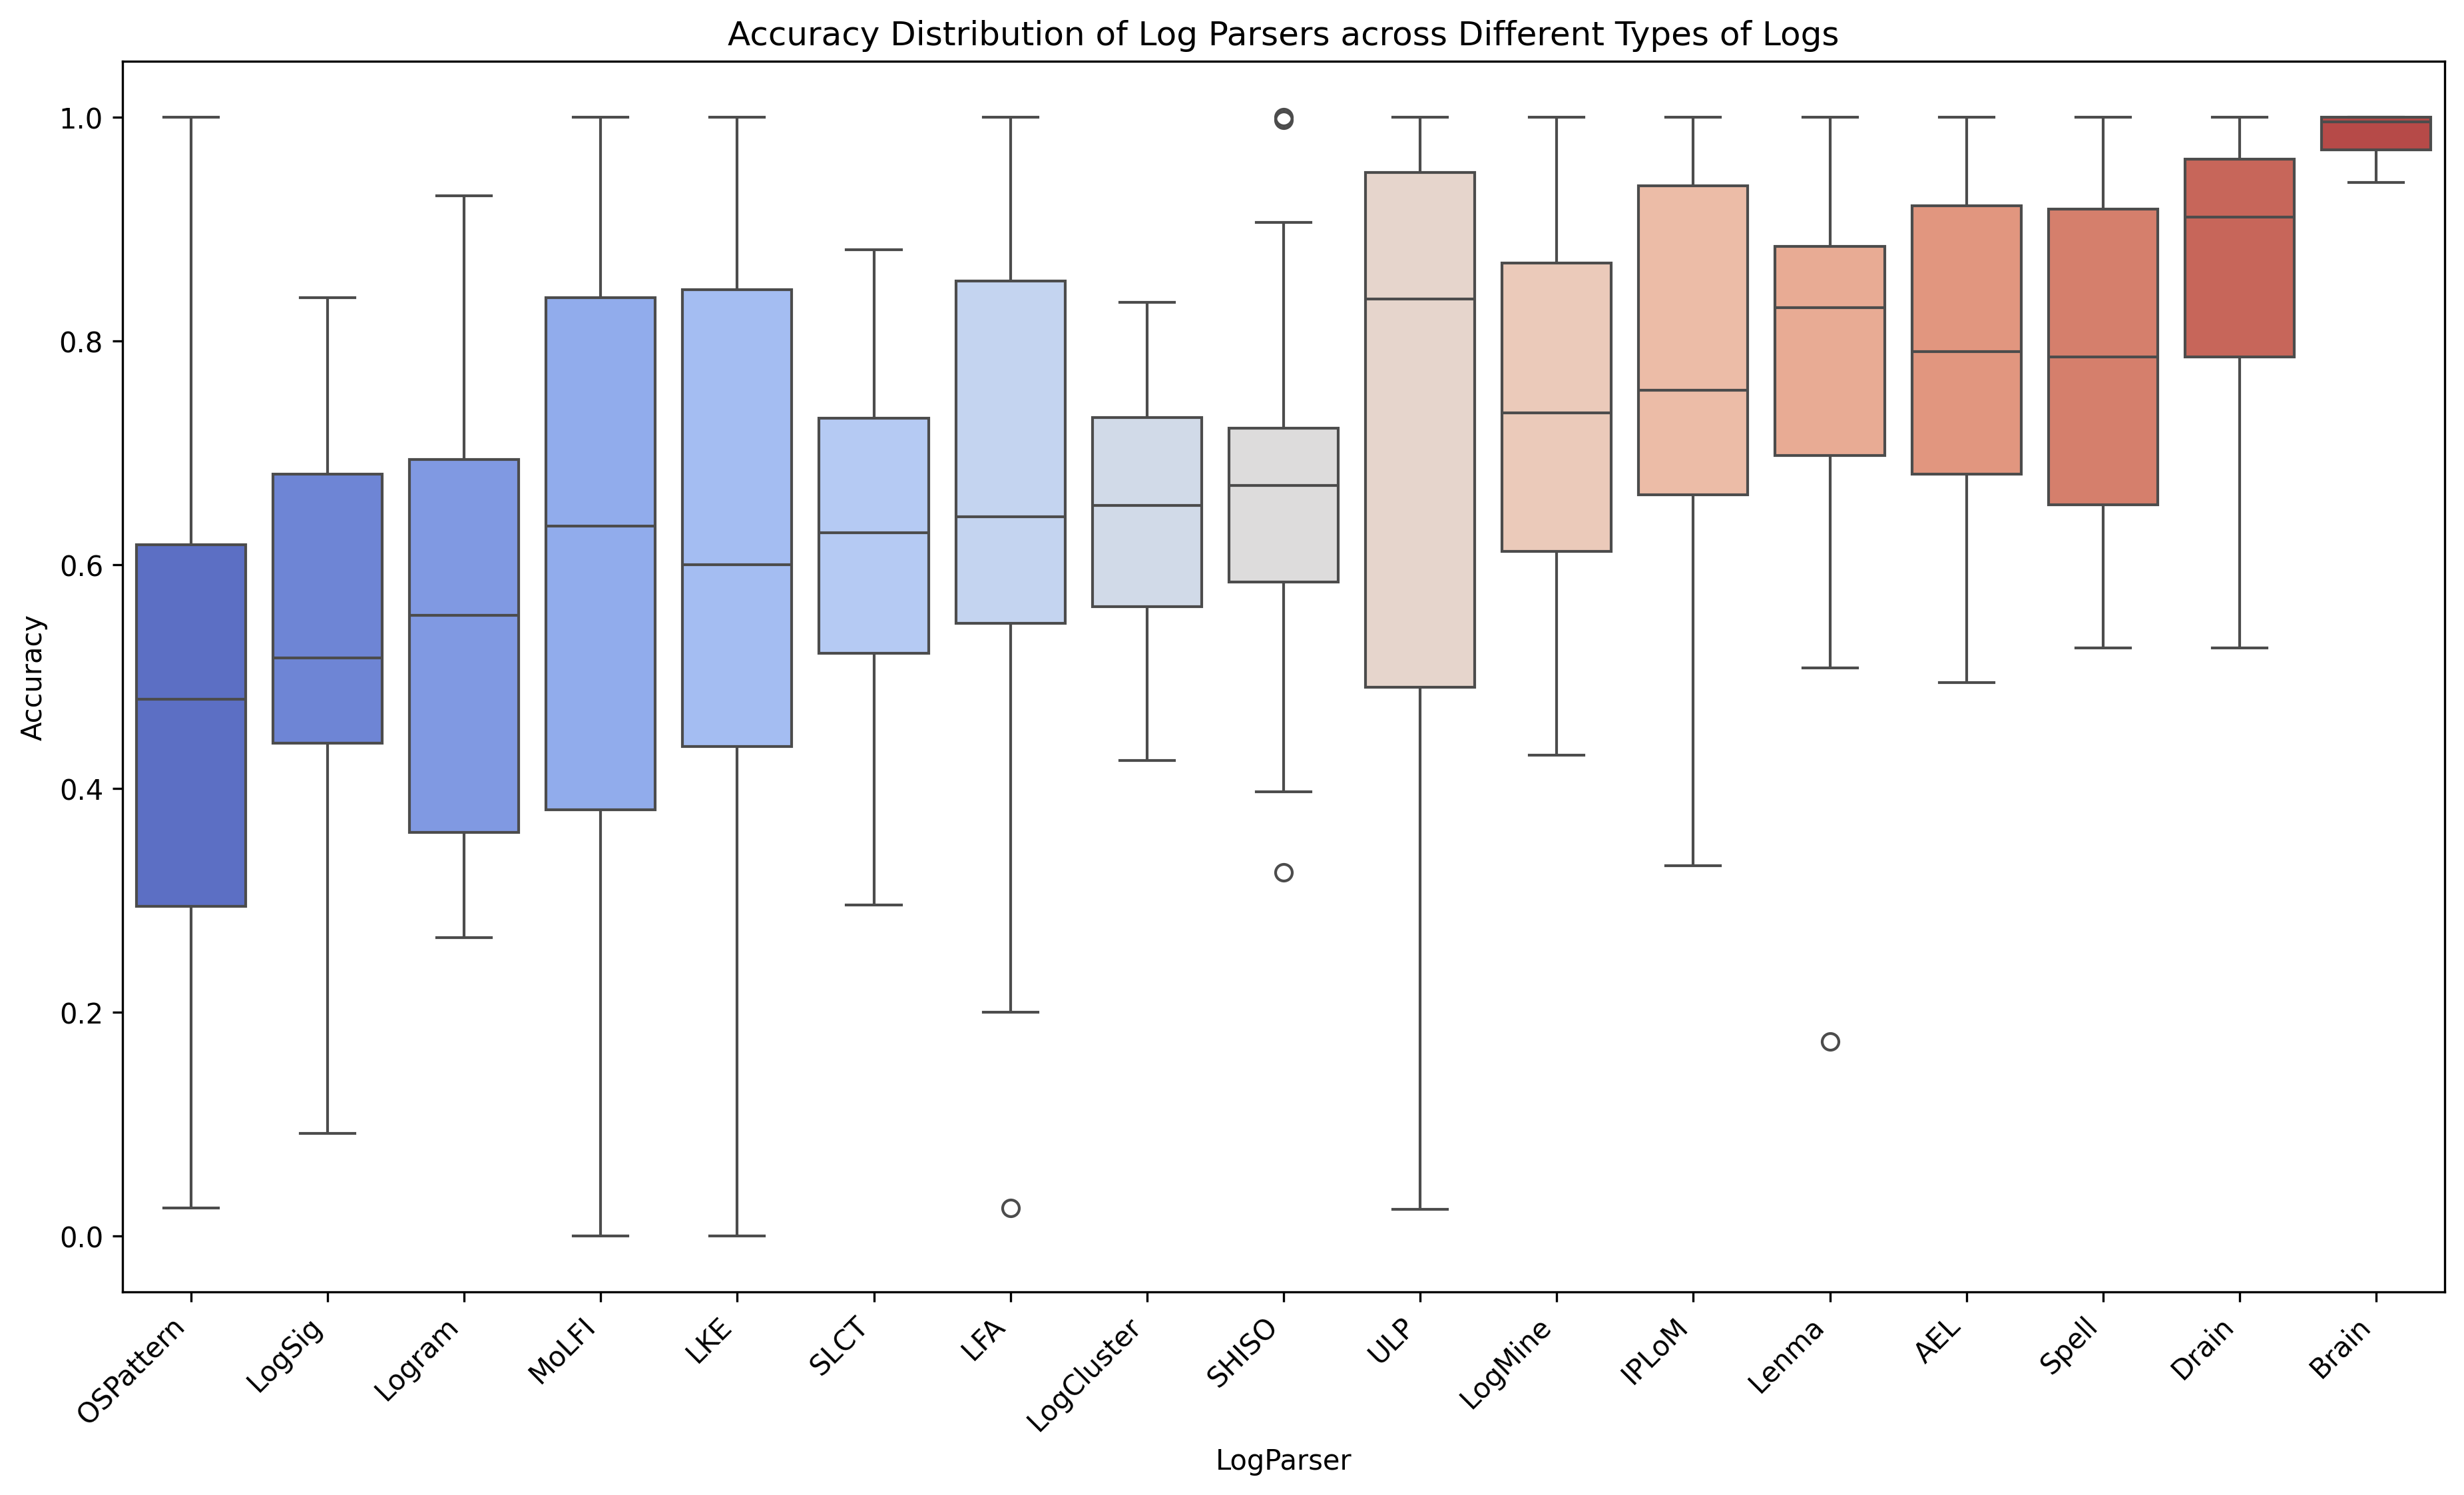 Accuracy Distribution of Log Parsers across Different Types of Logs
Accuracy
1.0
0.8
0.6
0.4
0.2
0.0
OSPattern
LogSig
Logram
MoLFI
LKE
SLCT
LFA
LogCluster
SHISO
ULP
LogMine
IPLoM
Lenma
AEL
Spell
Drain
Brain
LogParser